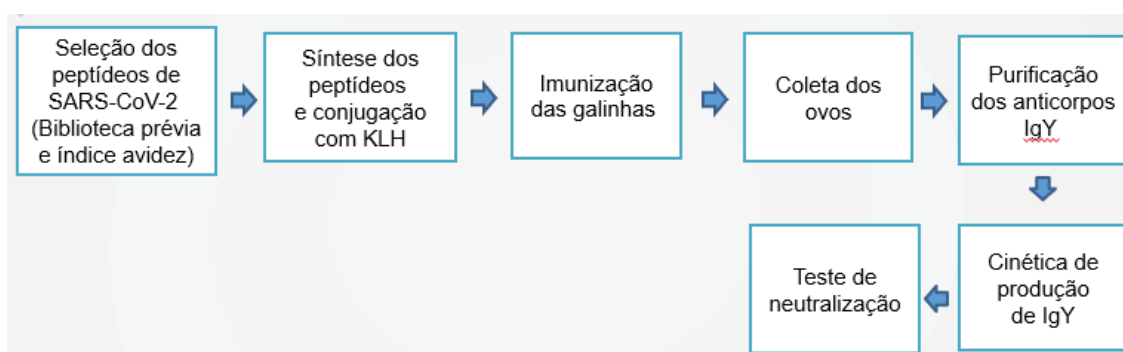 Seleção dos
peptídeos de
SARS-CoV-2
(Biblioteca prévia
e índice avidez)
Síntese dos
peptídeos
e conjugação
com KLH
Imunização
das galinhas
Coleta dos
ovos
Purificação
dos anticorpos
IgY
Cinética de
produção
de IgY
Teste de
neutralização